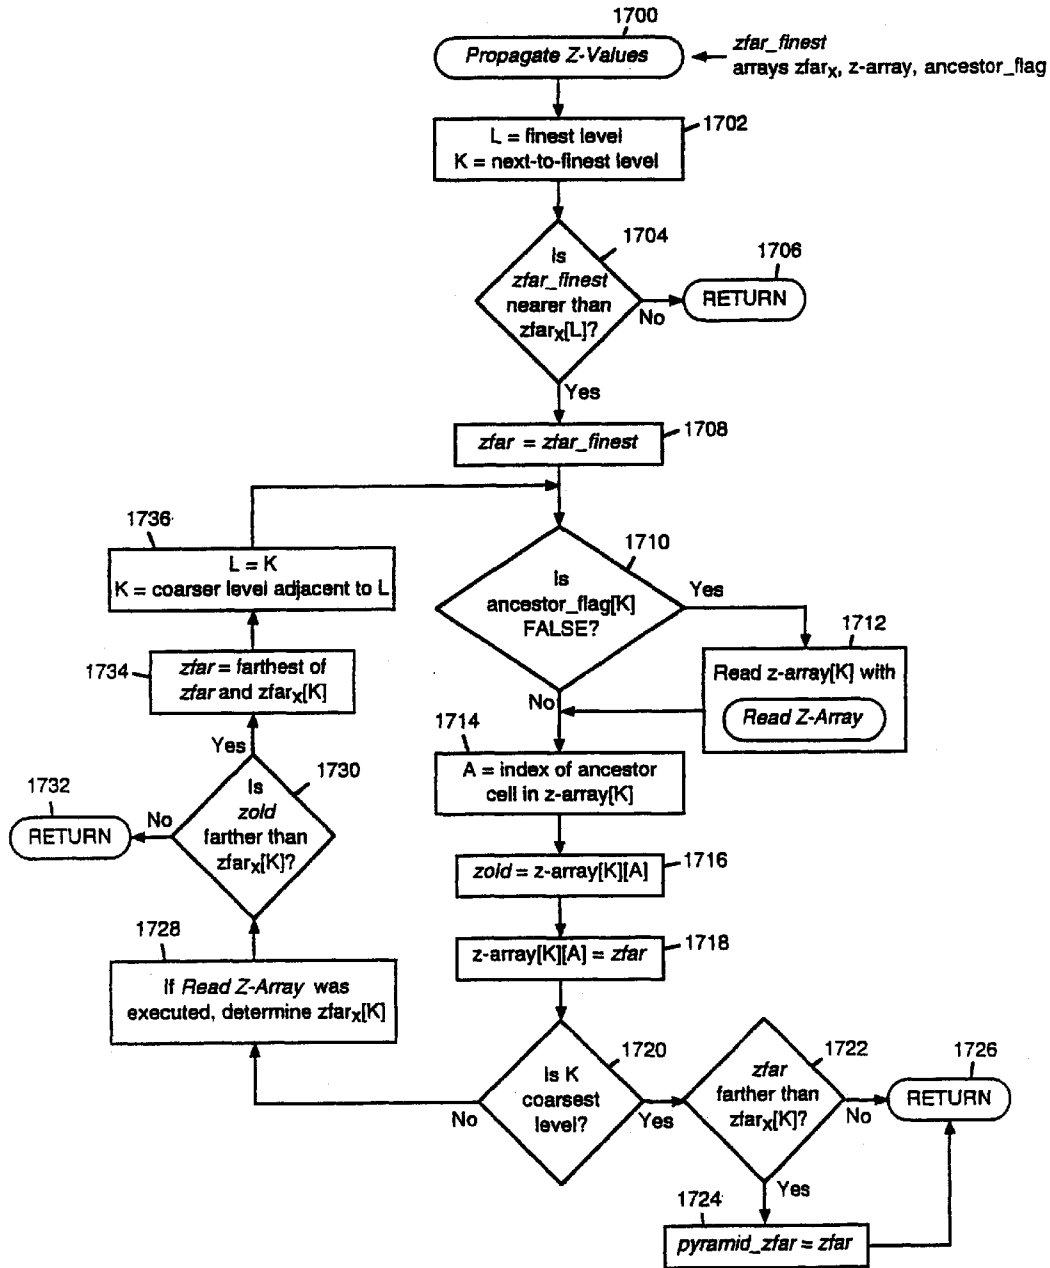 1700
Propagate Z-Values
zfar_finest
arrays zfarx, z-array, ancestor_flag
1702
L = finest level
K = next-to-finest level
1704
Is
zfar_finest
nearer than
zfarx[L]?
No
1706
RETURN
Yes
zfar = zfar_finest
1708
1736
L = K
K = coarser level adjacent to L
1710
Is
ancestor_flag[K]
FALSE?
Yes
1712
Read z-array[K] with
Read Z-Array
No
1734
zfar = farthest of
zfar and zfarx[K]
Yes
1714
A = index of ancestor
cell in z-array[K]
1730
Is
zold
farther than
zfarx[K]?
No
1732
RETURN
zold = z-array[K][A]
1716
1728
If Read Z-Array was
executed, determine zfarx[K]
z-array[K][A] = zfar
1718
1720
Is K
coarsest
level?
No
Yes
1722
zfar
farther than
zfarx[K]?
No
1726
RETURN
Yes
1724
pyramid_zfar = zfar